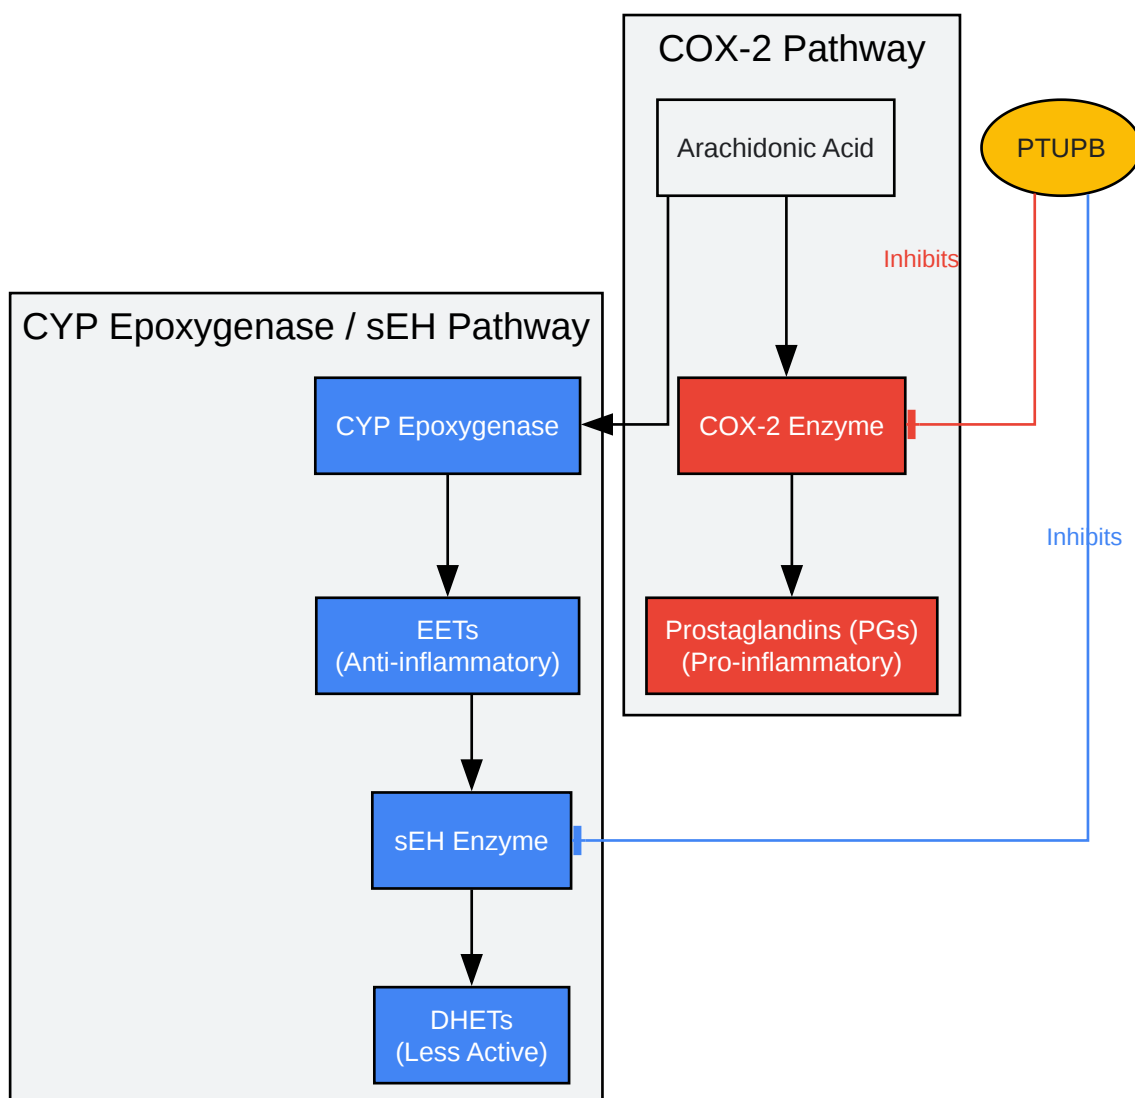 COX-2 Pathway
Arachidonic Acid
PTUPB
Inhibits
CYP Epoxygenase / sEH Pathway
CYP Epoxygenase
COX-2 Enzyme
Inhibits
EETs
(Anti-inflammatory)
Prostaglandins (PGs)
(Pro-inflammatory)
sEH Enzyme
DHETs
(Less Active)